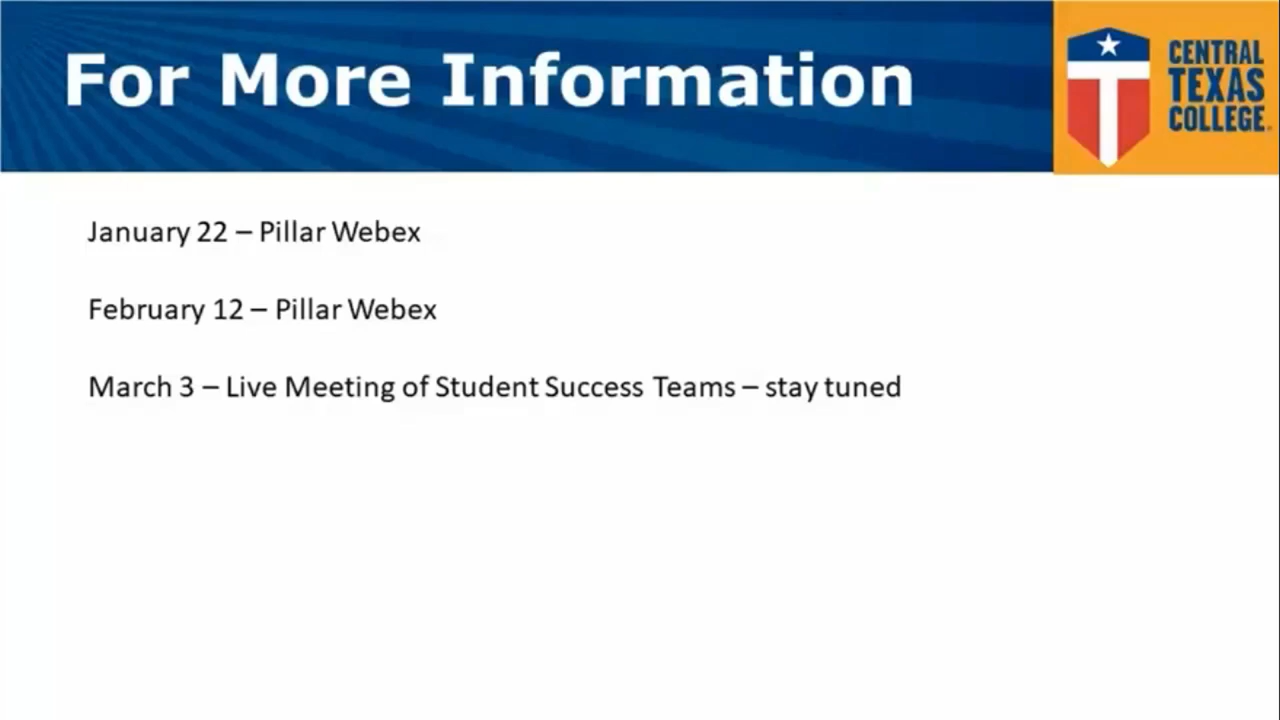 For More Information
CENTRAL
TEXAS
COLLEGE
January 22 – Pillar Webex
February 12 – Pillar Webex
March 3 – Live Meeting of Student Success Teams – stay tuned